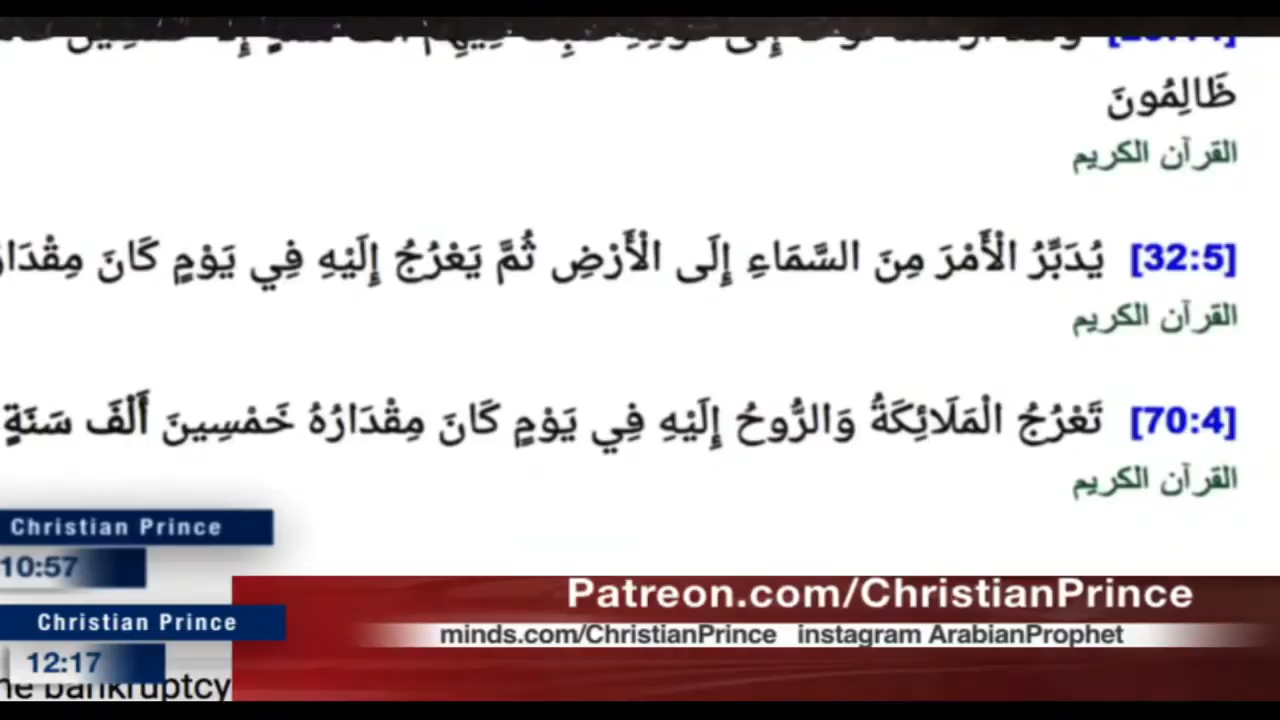 ظَالِمُونَ
القرآن الكريم
[32:5] يُدَبِّرُ الْأَمْرَ مِنَ السَّمَاءِ إِلَى الْأَرْضِ ثُمَّ يَعْرُجُ إِلَيْهِ فِي يَوْمٍ كَانَ
القرآن الكريم
[70:4] تَعْرُجُ الْمَلَائِكَةُ وَالرُّوحُ إِلَيْهِ فِي يَوْمٍ كَانَ مِقْدَارُهُ خَمْسِينَ أَلْفَ سَنَةٍ
القرآن الكريم
Christian Prince
10:57
Christian Prince
12:17
Patreon.com/ChristianPrince
minds.com/ChristianPrince instagram ArabianProphet
bankruptcy